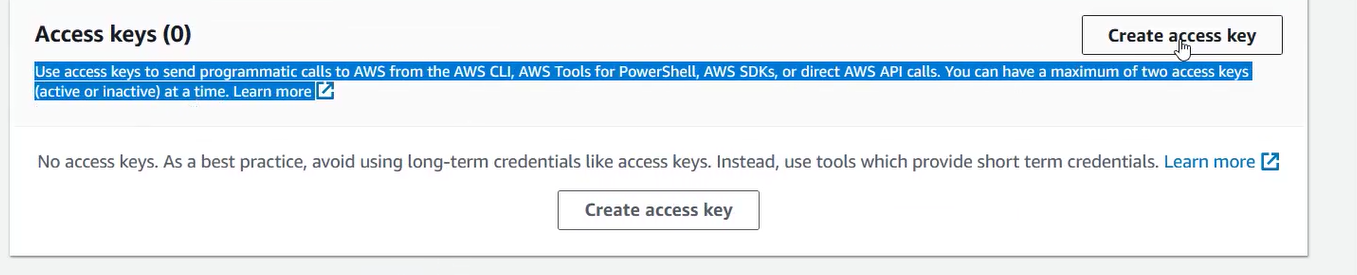 Access keys (0)
Create access key
Use access keys to send programmatic calls to AWS from the AWS CLI, AWS Tools for PowerShell, AWS SDKs, or direct AWS API calls. You can have a maximum of two access keys
(active or inactive) at a time. Learn more
No access keys. As a best practice, avoid using long-term credentials like access keys. Instead, use tools which provide short term credentials. Learn more
Create access key